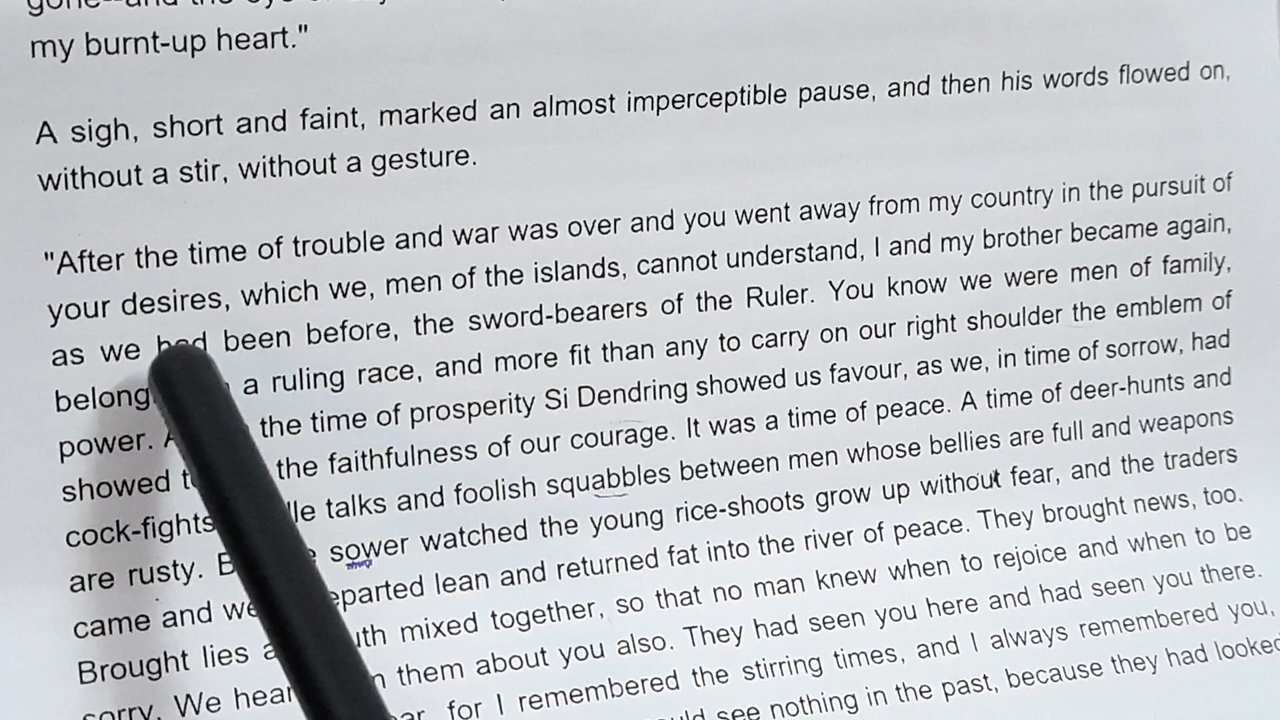 my burnt-up heart."
A sigh, short and faint, marked an almost imperceptible pause, and then his words flowed on,
without a stir, without a gesture.
"After the time of trouble and war was over and you went away from my country in the pursuit of
your desires, which we, men of the islands, cannot understand, I and my brother became again,
as we had been before, the sword-bearers of the Ruler. You know we were men of family,
a ruling race, and more fit than any to carry on our right shoulder the emblem of
power. the time of prosperity Si Dendring showed us favour, as we, in time of sorrow, had
showed the faithfulness of our courage. It was a time of peace. A time of deer-hunts and
cock-fights talks and foolish squabbles between men whose bellies are full and weapons
are rusty. sower watched the young rice-shoots grow up without fear, and the traders
came and lean and returned fat into the river of peace. They brought news, too.
Brought lies mixed together, so that no man knew when to rejoice and when to be
sorry. We them about you also. They had seen you here and had seen you there.
for I remembered the stirring times, and I always remembered you,
see nothing in the past, because they had looked